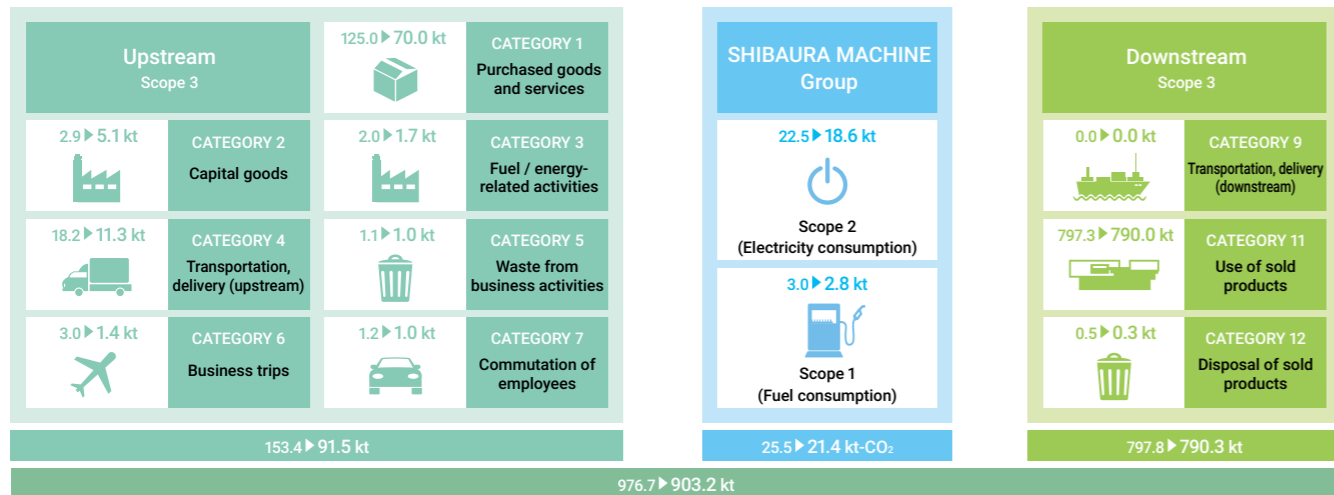 Upstream
Scope 3
125.0▶70.0 kt
CATEGORY 1
Purchased goods
and services
2.9▶5.1 kt
CATEGORY 2
Capital goods
2.0▶1.7 kt
CATEGORY 3
Fuel / energy-
related activities
18.2▶11.3 kt
CATEGORY 4
Transportation,
delivery (upstream)
1.1▶1.0 kt
CATEGORY 5
Waste from
business activities
3.0▶1.4 kt
CATEGORY 6
Business trips
1.2▶1.0 kt
CATEGORY 7
Commutation of
employees
153.4▶91.5 kt
SHIBAURA MACHINE
Group
22.5▶18.6 kt
Scope 2
(Electricity consumption)
3.0▶2.8 kt
Scope 1
(Fuel consumption)
25.5▶21.4 kt-CO₂
Downstream
Scope 3
0.0▶0.0 kt
CATEGORY 9
Transportation, delivery
(downstream)
797.3▶790.0 kt
CATEGORY 11
Use of sold
products
0.5▶0.3 kt
CATEGORY 12
Disposal of sold
products
797.8▶790.3 kt
976.7▶903.2 kt